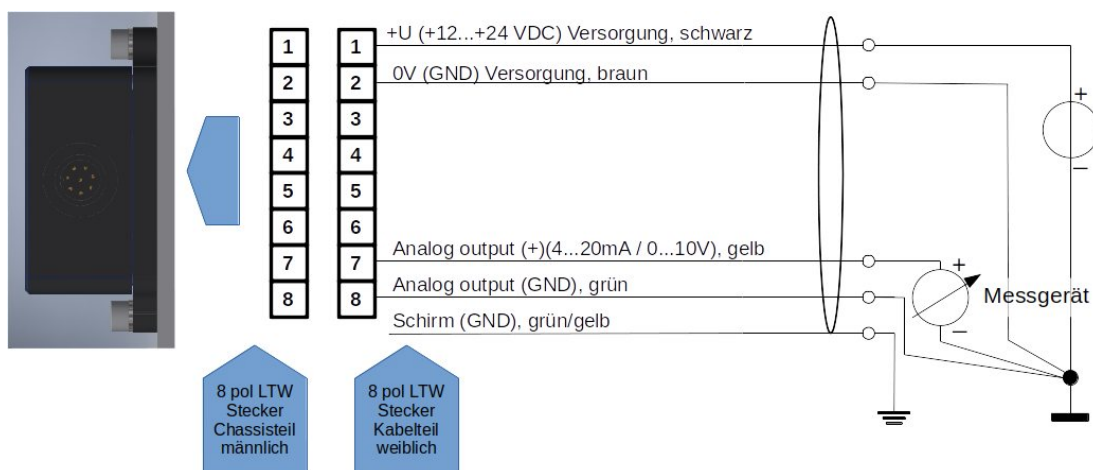 +U (+12...+24 VDC) Versorgung, schwarz
0V (GND) Versorgung, braun
1 1
2 2
3 3
4 4
5 5
6 6
7 7
8 8
Analog output (+)(4...20mA / 0...10V), gelb
Analog output (GND), grün
Schirm (GND), grün/gelb
+
–
+
–
Messgerät
8 pol LTW
Stecker
Chassisteil
männlich
8 pol LTW
Stecker
Kabelteil
weiblich